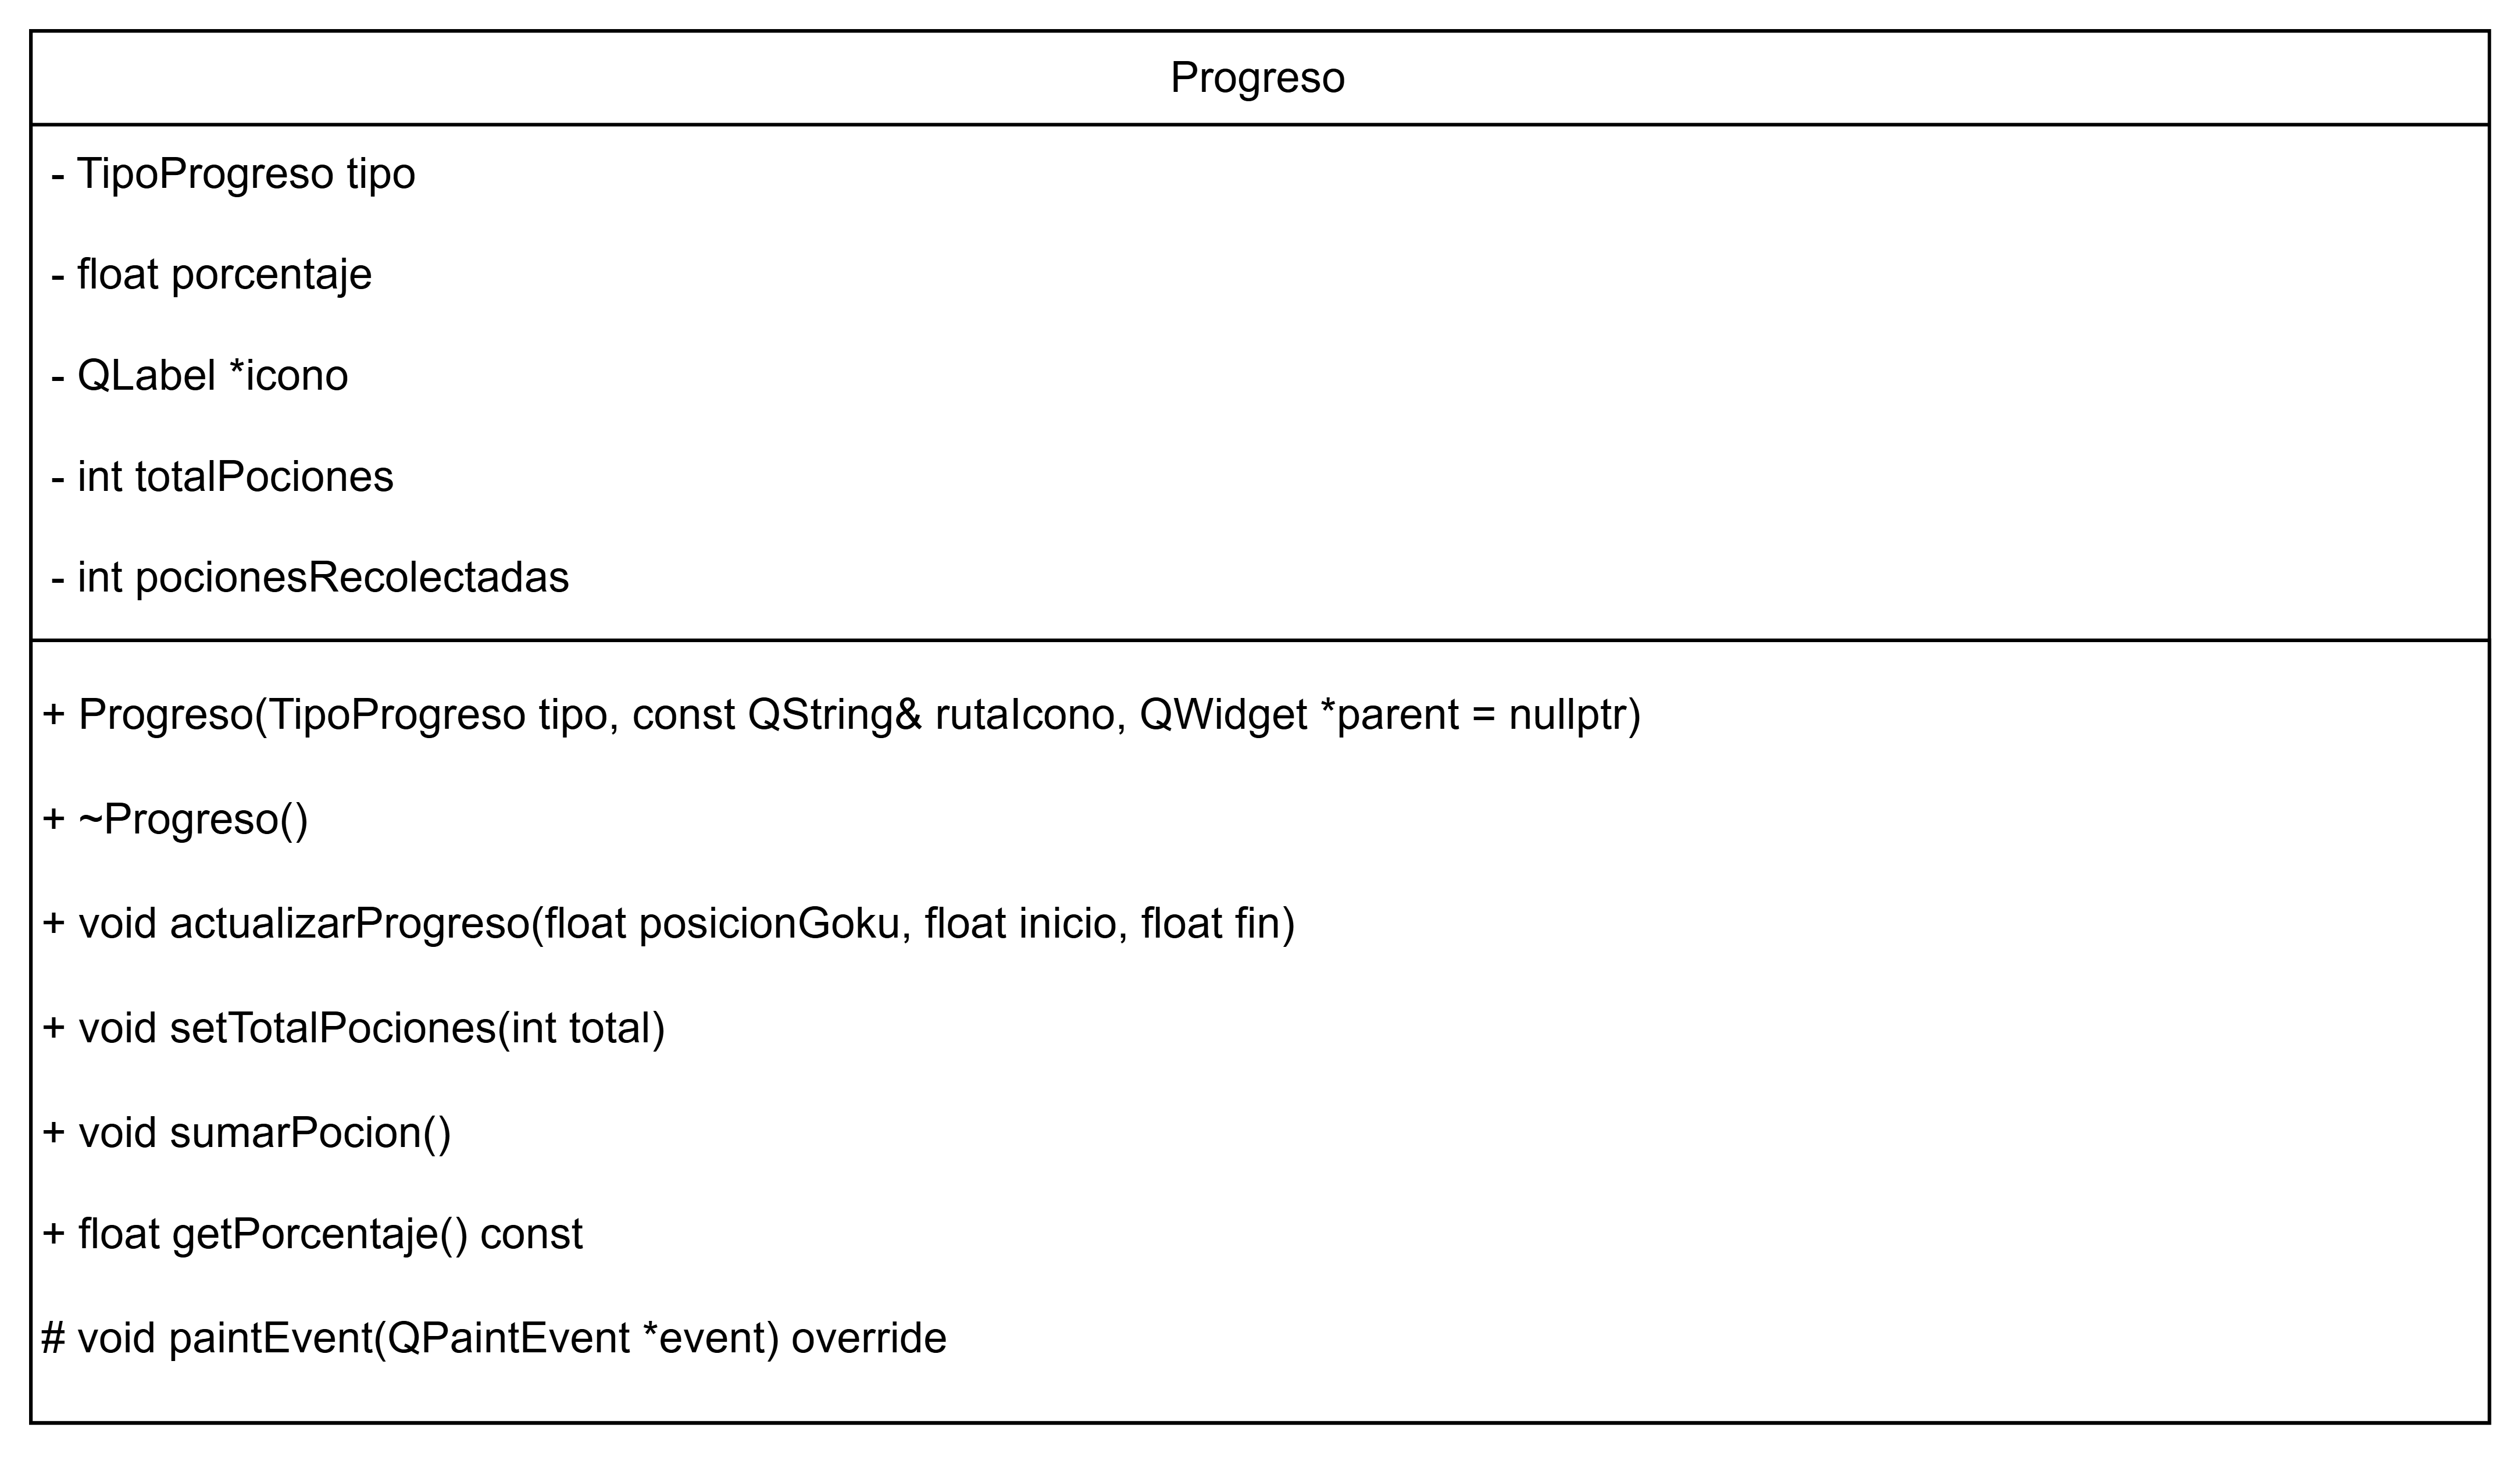 Progreso
- TipoProgreso tipo
- float porcentaje
- QLabel *icono
- int totalPociones
- int pocionesRecolectadas
+ Progreso(TipoProgreso tipo, const QString& rutaIcono, QWidget *parent = nullptr)
+ ~Progreso()
+ void actualizarProgreso(float posicionGoku, float inicio, float fin)
+ void setTotalPociones(int total)
+ void sumarPocion()
+ float getPorcentaje() const
# void paintEvent(QPaintEvent *event) override